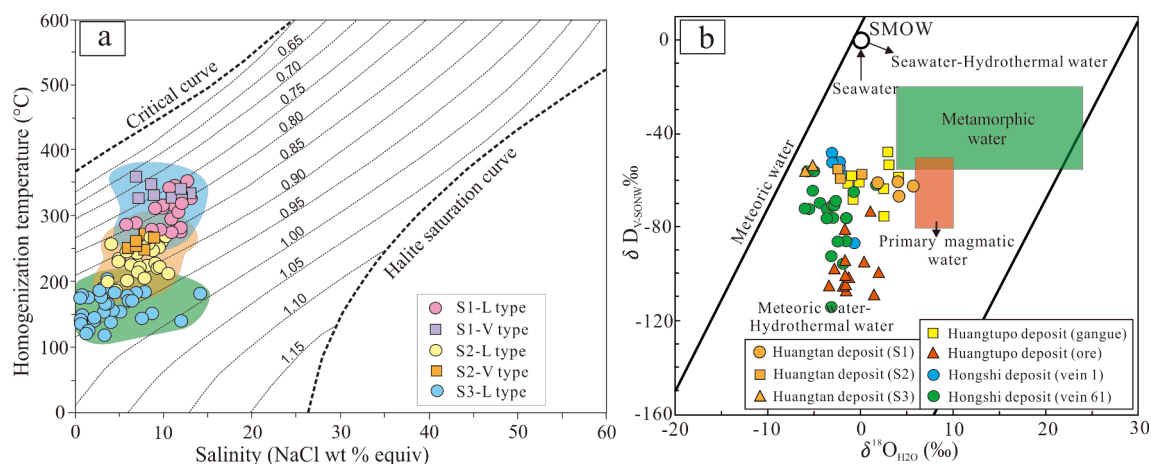 a
Homogenization temperature (°C)
600
500
400
300
200
100
0
0
10
20
30
40
50
60
Salinity (NaCl wt % equiv)
Critical curve
Halite saturation curve
0.65
0.70
0.75
0.80
0.85
0.90
0.95
1.00
1.05
1.10
1.15
S1-L type
S1-V type
S2-L type
S2-V type
S3-L type
b
δ D V-SONW/‰
0
-40
-80
-120
-160
-20
-10
0
10
20
30
δ18OH2O (‰)
SMOW
Seawater-Hydrothermal water
Seawater
Meteoric water
Metamorphic
water
Primary magmatic
water
Meteoric water-
Hydrothermal water
Huangtan deposit (S1)
Huangtan deposit (S2)
Huangtan deposit (S3)
Huangtupo deposit (gangue)
Huangtupo deposit (ore)
Hongshi deposit (vein 1)
Hongshi deposit (vein 61)